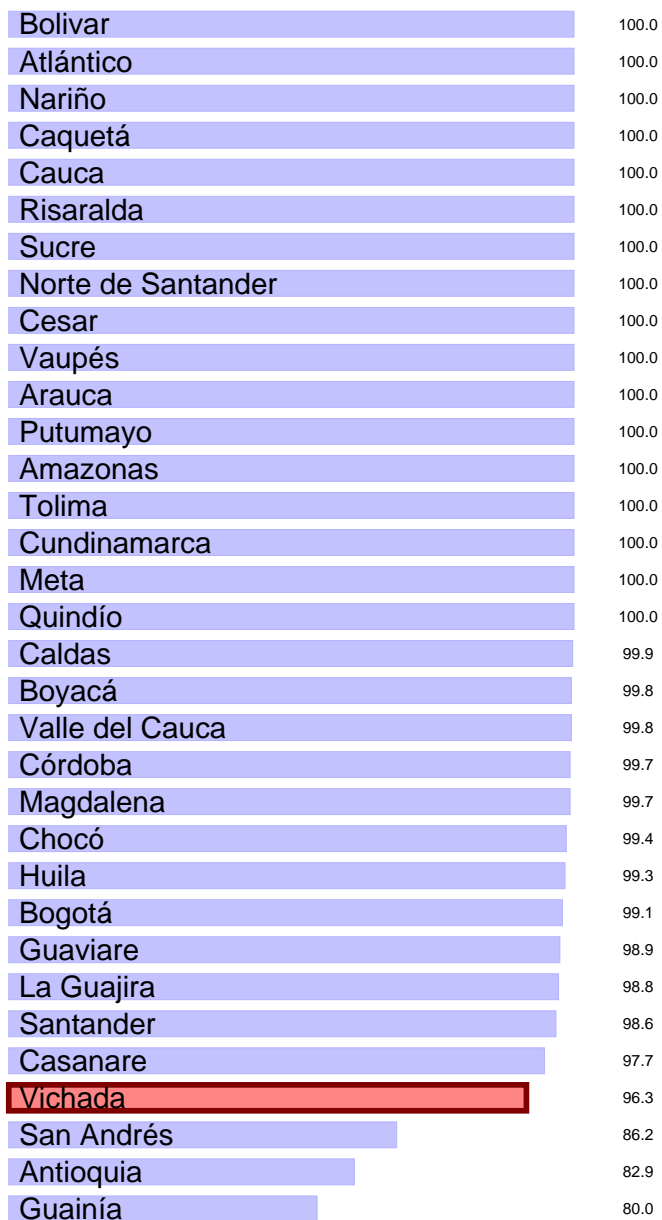 Bolivar 100.0
Atlántico 100.0
Nariño 100.0
Caquetá 100.0
Cauca 100.0
Risaralda 100.0
Sucre 100.0
Norte de Santander 100.0
Cesar 100.0
Vaupés 100.0
Arauca 100.0
Putumayo 100.0
Amazonas 100.0
Tolima 100.0
Cundinamarca 100.0
Meta 100.0
Quindío 100.0
Caldas 99.9
Boyacá 99.8
Valle del Cauca 99.8
Córdoba 99.7
Magdalena 99.7
Chocó 99.4
Huila 99.3
Bogotá 99.1
Guaviare 98.9
La Guajira 98.8
Santander 98.6
Casanare 97.7
Vichada 96.3
San Andrés 86.2
Antioquia 82.9
Guainía 80.0